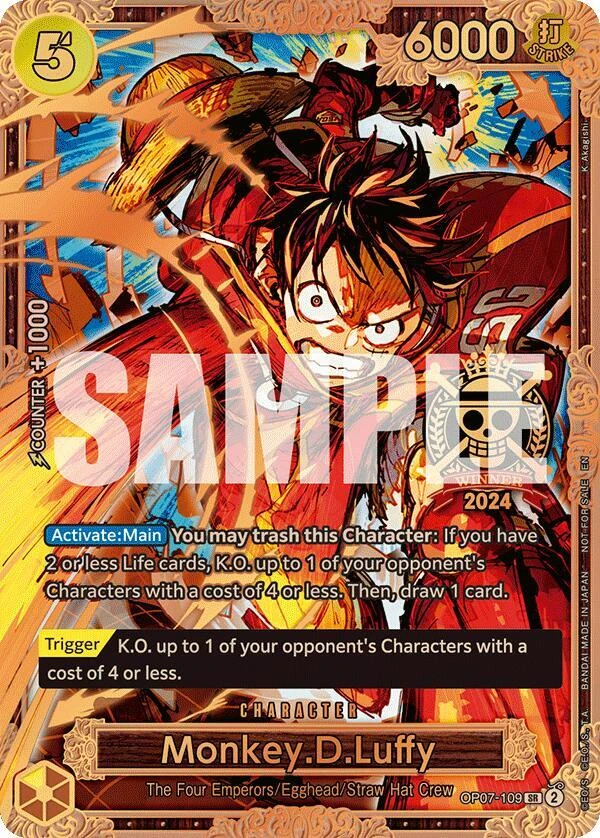 5
6000
打
STRIKE
K. Akagishi
COUNTER +1000
SAMPLE
WINNER
2024
Activate:Main You may trash this Character: If you have
2 or less Life cards, K.O. up to 1 of your opponent's
Characters with a cost of 4 or less. Then, draw 1 card.
Trigger K.O. up to 1 of your opponent's Characters with a
cost of 4 or less.
CHARACTER
Monkey.D.Luffy
The Four Emperors/Egghead/Straw Hat Crew
OP07-109 SR 2
BANDAI MADE IN JAPAN NOT FOR SALE EN